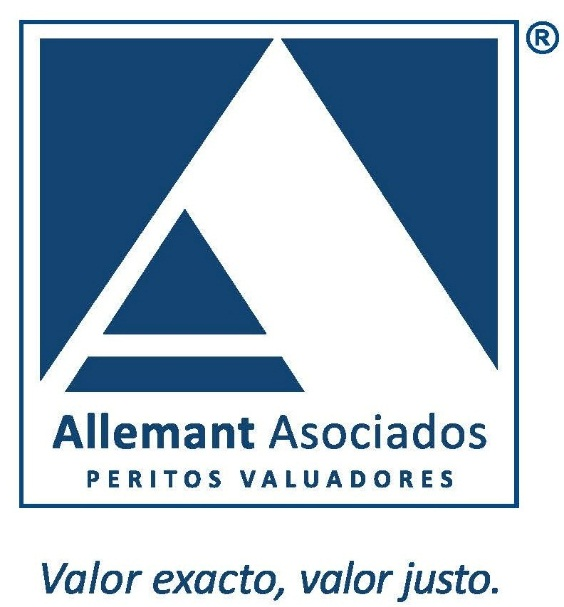 ®
Allemant Asociados
PERITOS VALUADORES
Valor exacto, valor justo.